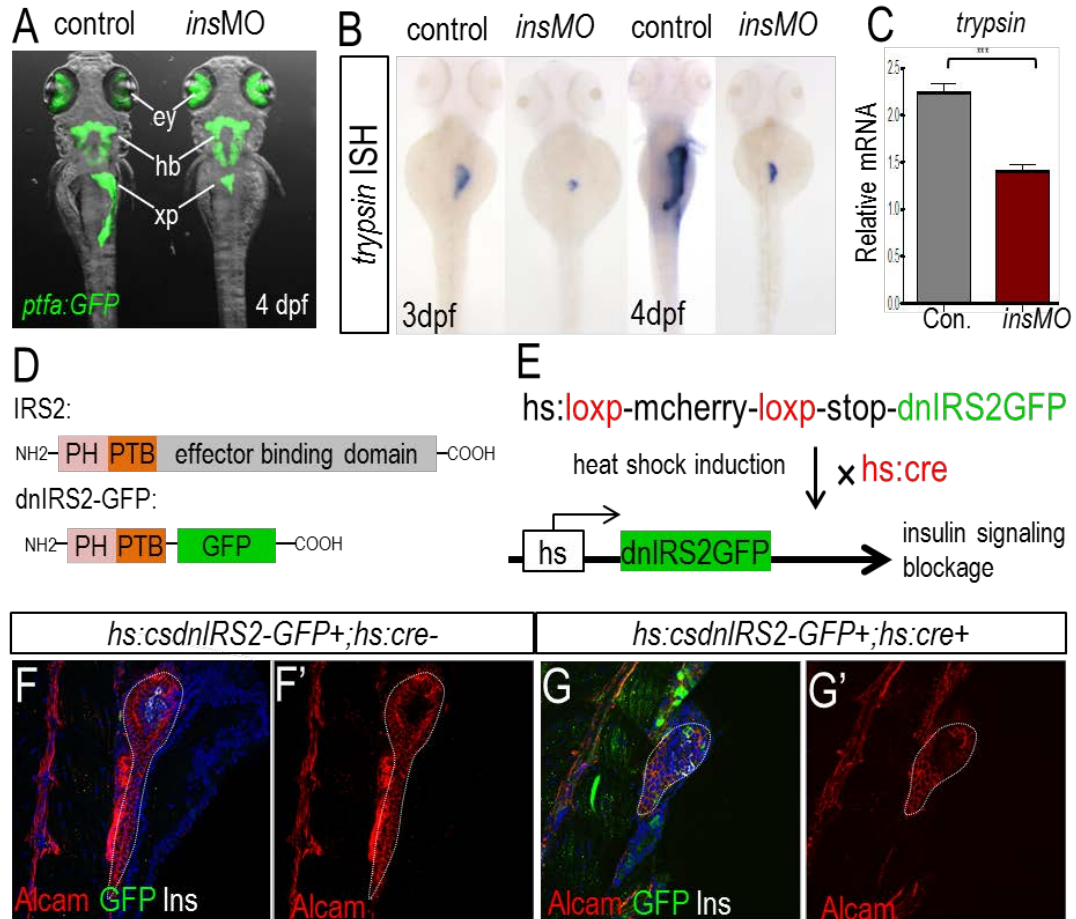 A control insMO
ey
hb
xp
ptfa:GFP 4 dpf
B control insMO control insMO
trypsin ISH
3dpf 4dpf
C trypsin
***
Relative mRNA
2.5
2.0
1.5
1.0
0.5
0.0
Con. insMO
D
IRS2:
NH2 PH PTB effector binding domain COOH
dnIRS2-GFP:
NH2 PH PTB GFP COOH
E
hs:loxp-mcherry-loxp-stop-dnIRS2GFP
heat shock induction × hs:cre
hs dnIRS2GFP insulin signaling
blockage
hs:csdnIRS2-GFP+;hs:cre- hs:csdnIRS2-GFP+;hs:cre+
F F' G G'
Alcam GFP Ins Alcam Alcam GFP Ins Alcam